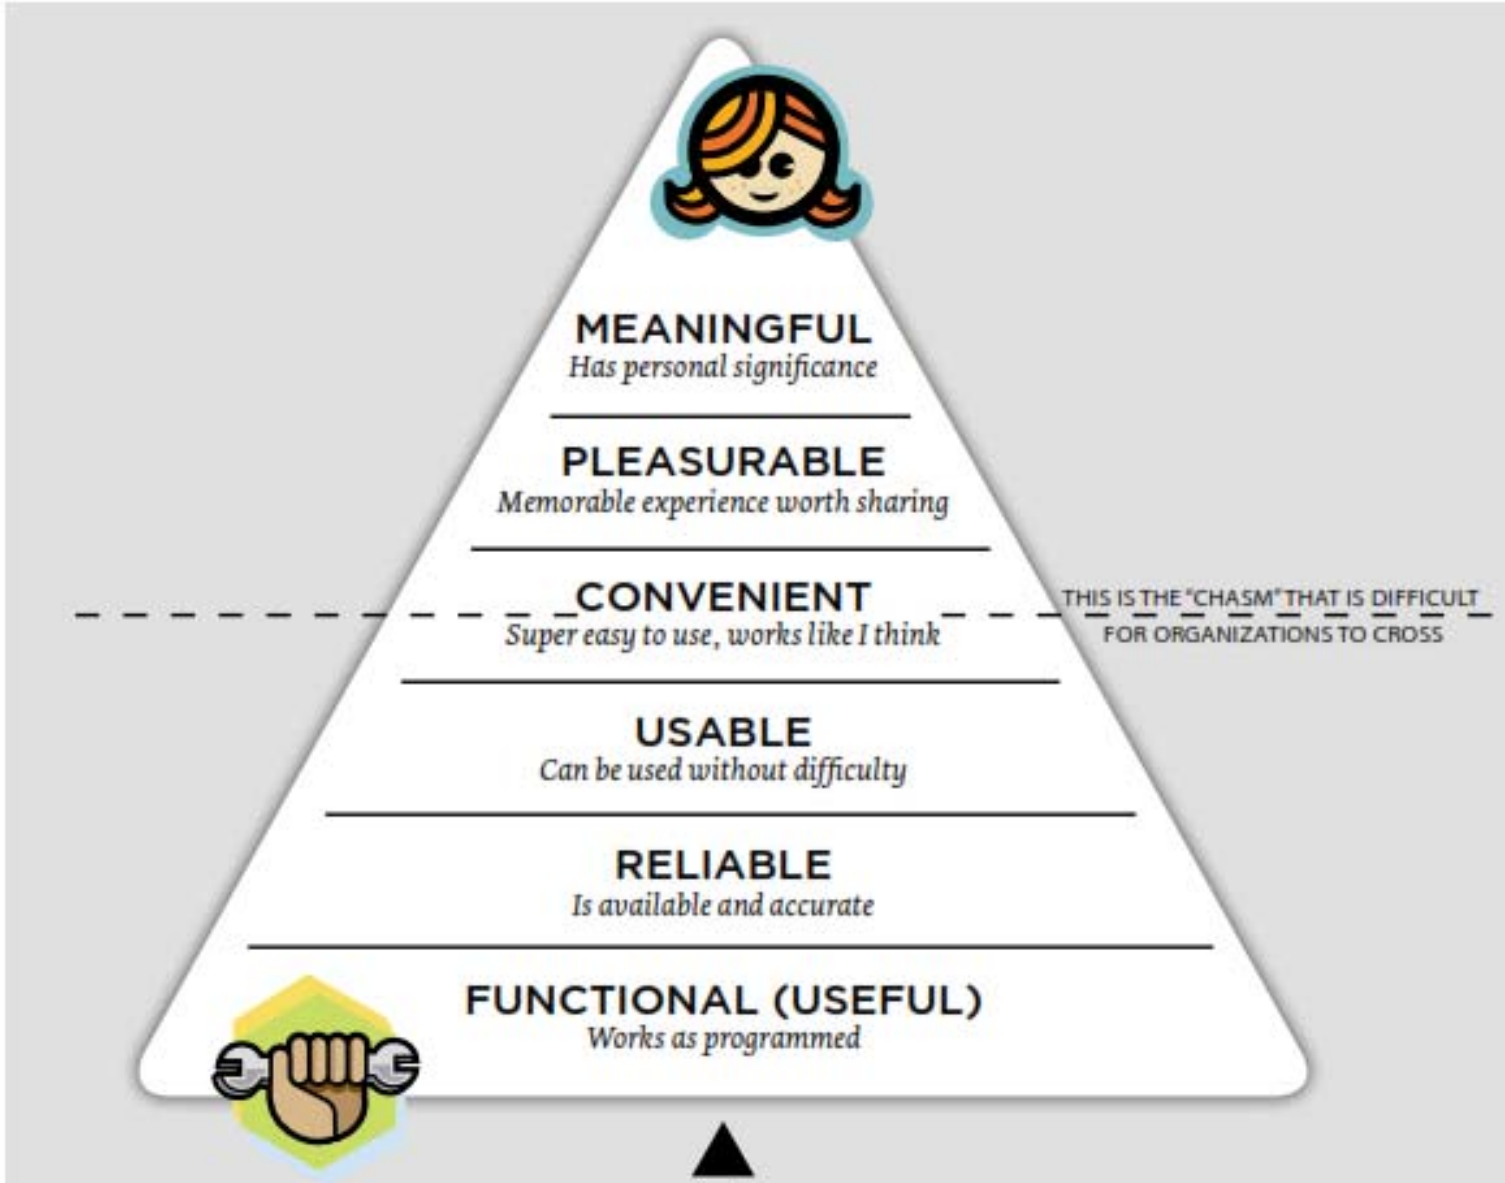 MEANINGFUL
Has personal significance
PLEASURABLE
Memorable experience worth sharing
CONVENIENT
Super easy to use, works like I think
THIS IS THE "CHASM" THAT IS DIFFICULT
FOR ORGANIZATIONS TO CROSS
USABLE
Can be used without difficulty
RELIABLE
Is available and accurate
FUNCTIONAL (USEFUL)
Works as programmed